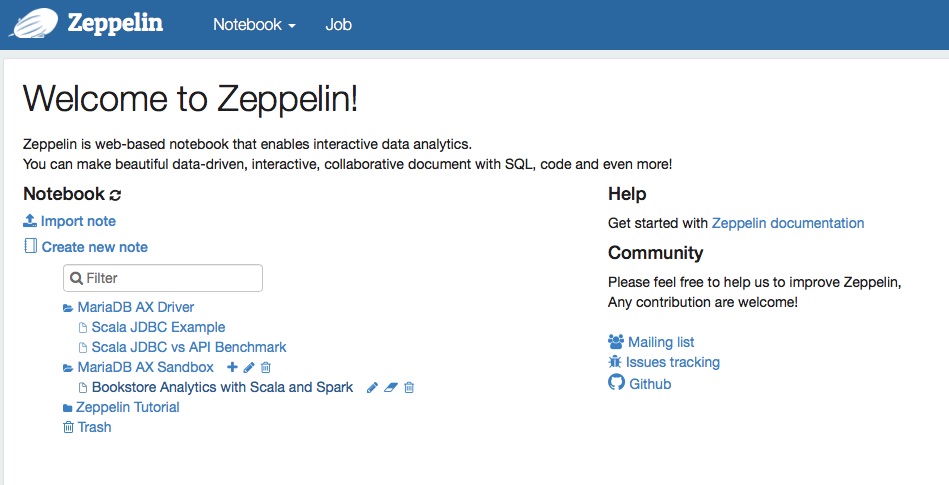 Zeppelin
Notebook
Job
Welcome to Zeppelin!
Zeppelin is web-based notebook that enables interactive data analytics.
You can make beautiful data-driven, interactive, collaborative document with SQL, code and even more!
Notebook
Import note
Create new note
Filter
MariaDB AX Driver
Scala JDBC Example
Scala JDBC vs API Benchmark
MariaDB AX Sandbox
Bookstore Analytics with Scala and Spark
Zeppelin Tutorial
Trash
Help
Get started with Zeppelin documentation
Community
Please feel free to help us to improve Zeppelin,
Any contribution are welcome!
Mailing list
Issues tracking
Github